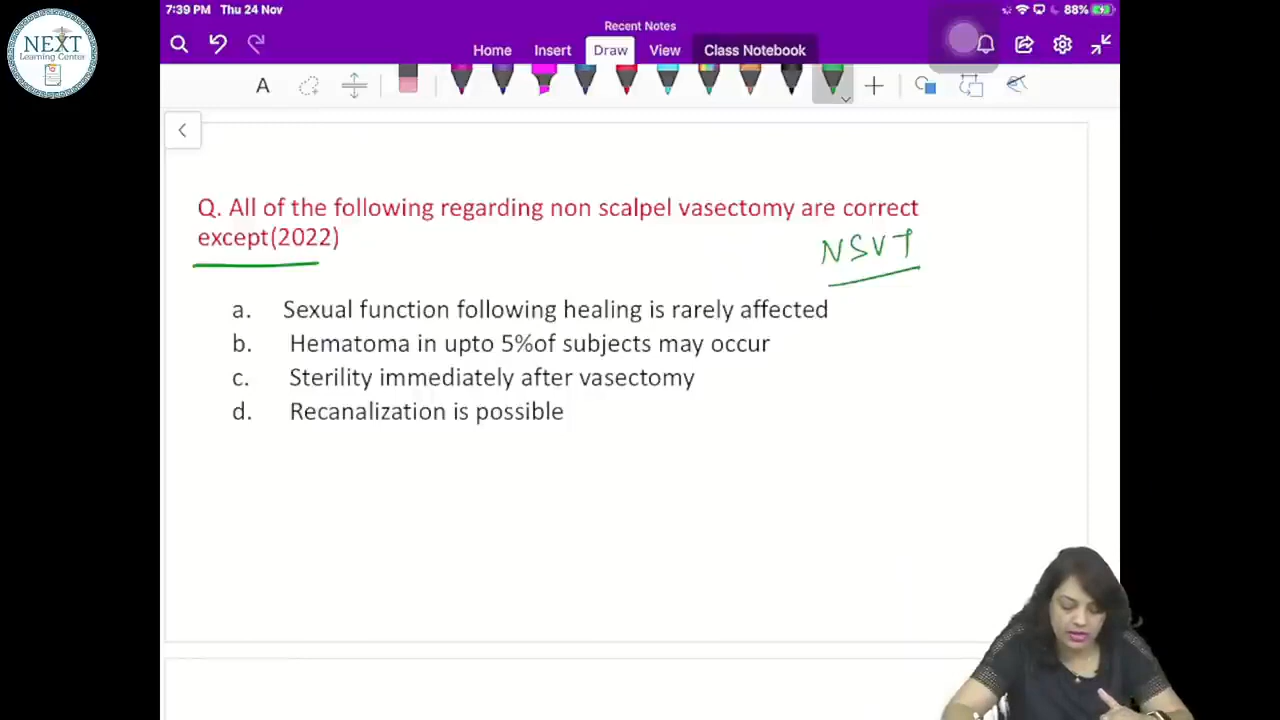 7:39 PM Thu 24 Nov
88%
NEXT
Learning Center
Recent Notes
Home Insert Draw View Class Notebook
A
Q. All of the following regarding non scalpel vasectomy are correct
except(2022)
NSVT
a. Sexual function following healing is rarely affected
b. Hematoma in upto 5%of subjects may occur
c. Sterility immediately after vasectomy
d. Recanalization is possible